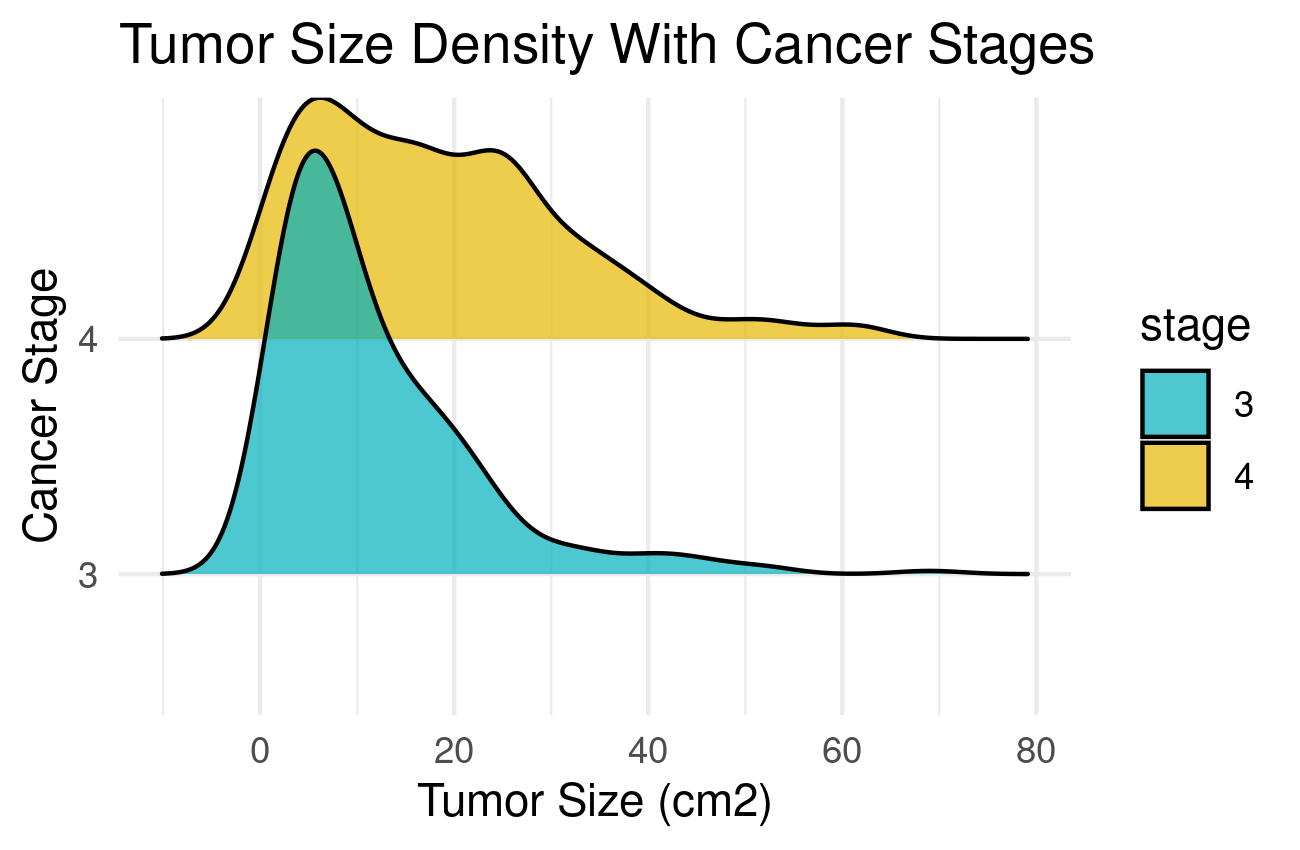 Tumor Size Density With Cancer Stages
Cancer Stage
4
3
0 20 40 60 80
Tumor Size (cm2)
stage
3
4